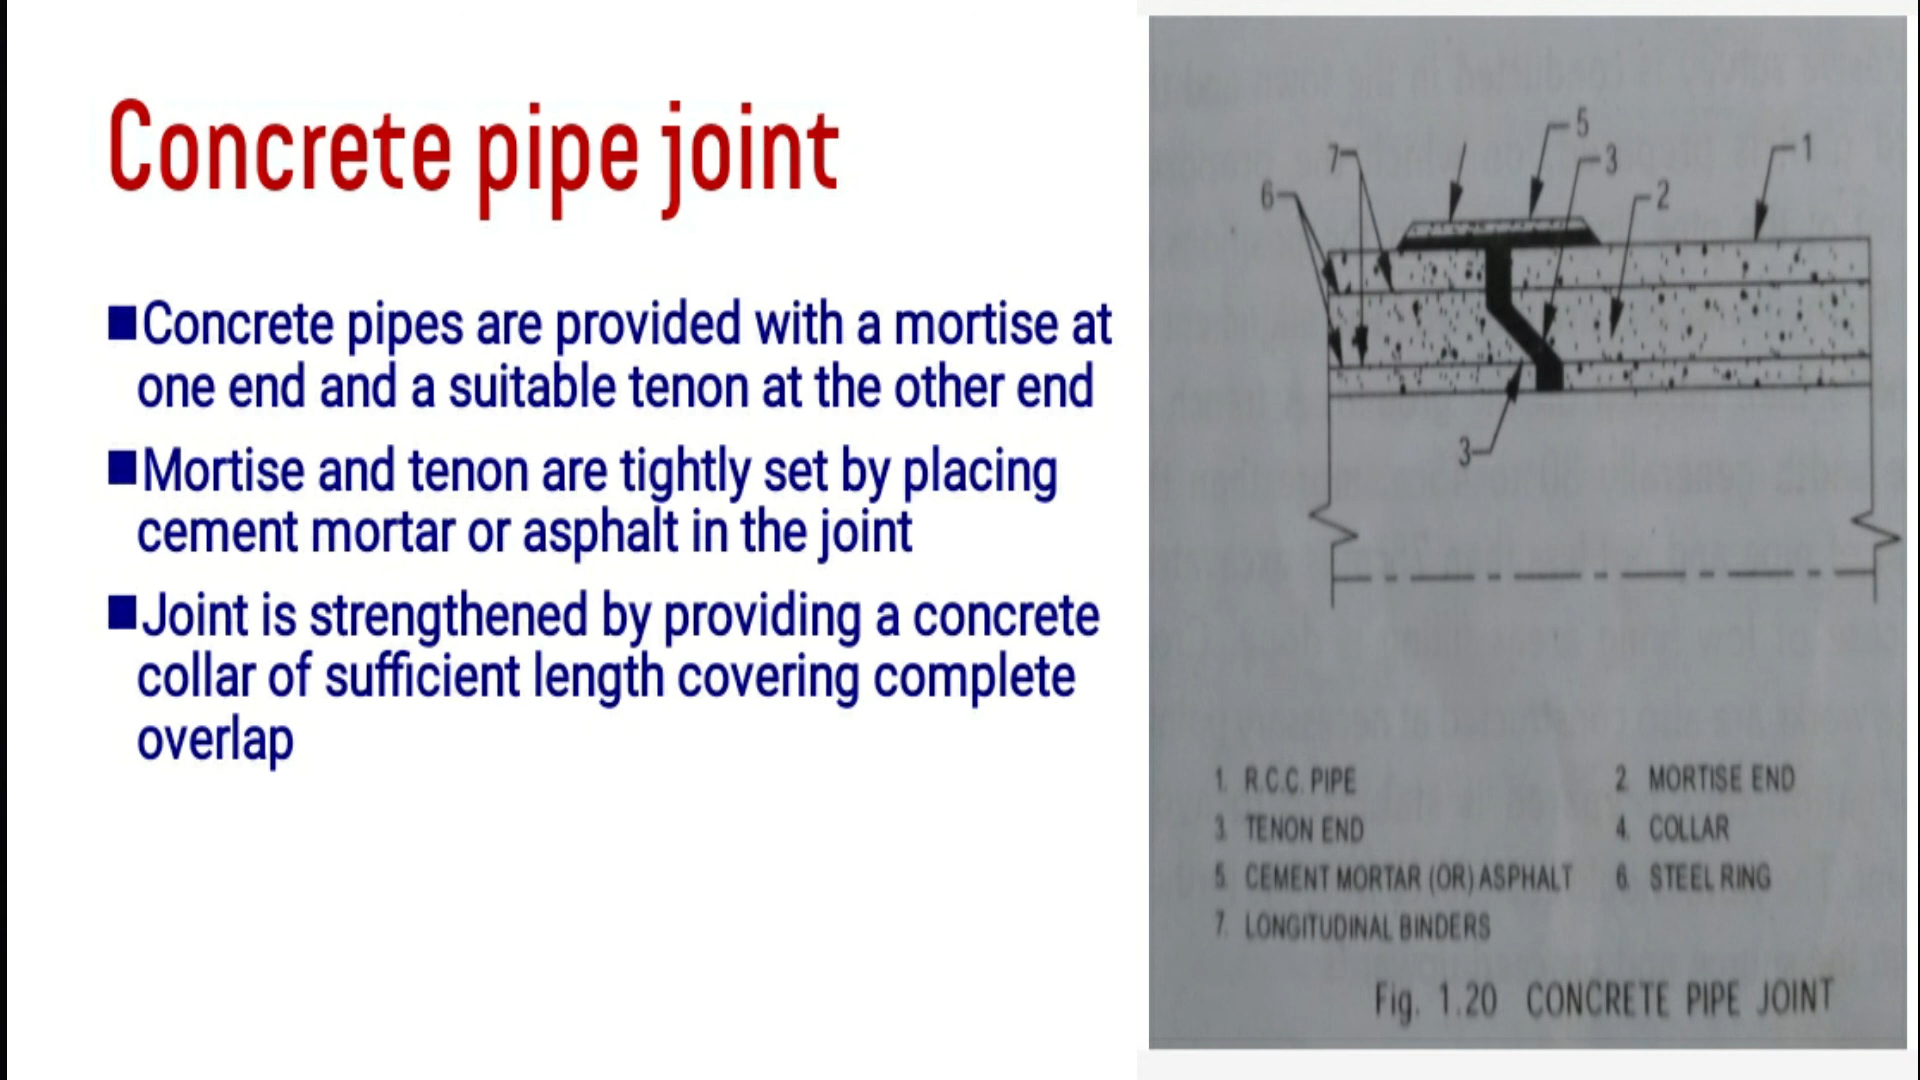 Concrete pipe joint
■Concrete pipes are provided with a mortise at
one end and a suitable tenon at the other end
■Mortise and tenon are tightly set by placing
cement mortar or asphalt in the joint
■Joint is strengthened by providing a concrete
collar of sufficient length covering complete
overlap
5
7
3
1
6
2
3
1. R.C.C. PIPE
2. MORTISE END
3. TENON END
4. COLLAR
5. CEMENT MORTAR (OR) ASPHALT
6. STEEL RING
7. LONGITUDINAL BINDERS
Fig. 1.20 CONCRETE PIPE JOINT